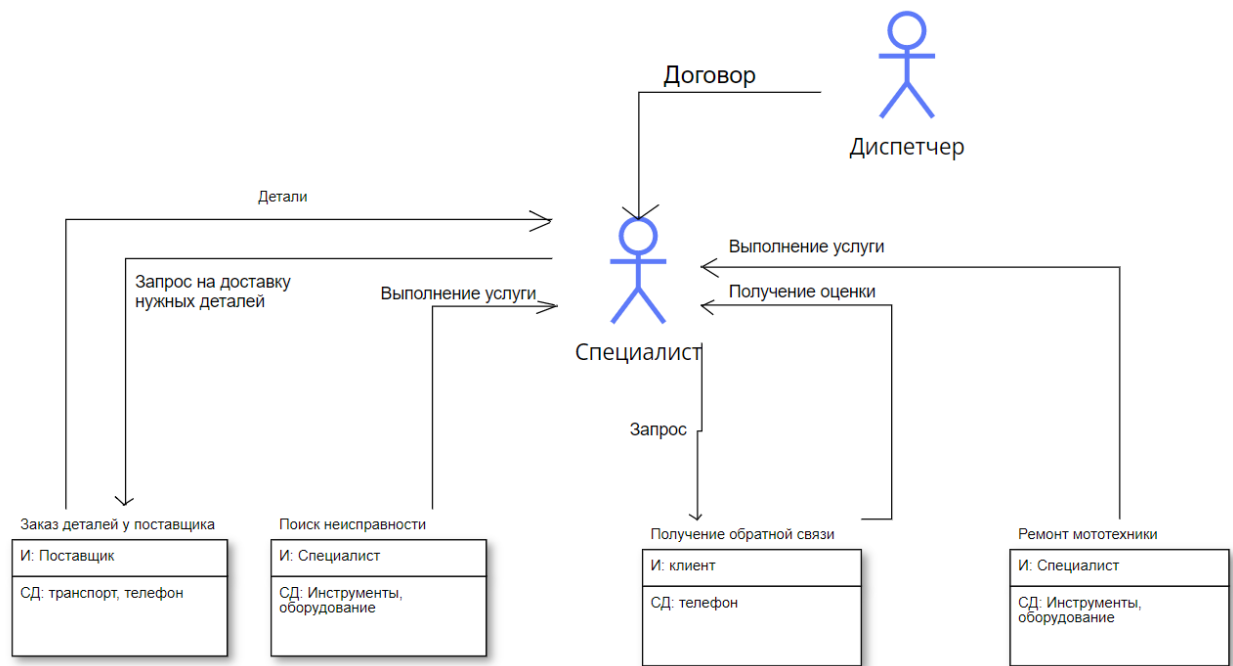 Договор
Диспетчер
Детали
Запрос на доставку
нужных деталей
Выполнение услуги
Выполнение услуги
Получение оценки
Специалист
Запрос
Заказ деталей у поставщика
И: Поставщик
СД: транспорт, телефон
Поиск неисправности
И: Специалист
СД: Инструменты,
оборудование
Получение обратной связи
И: клиент
СД: телефон
Ремонт мототехники
И: Специалист
СД: Инструменты,
оборудование